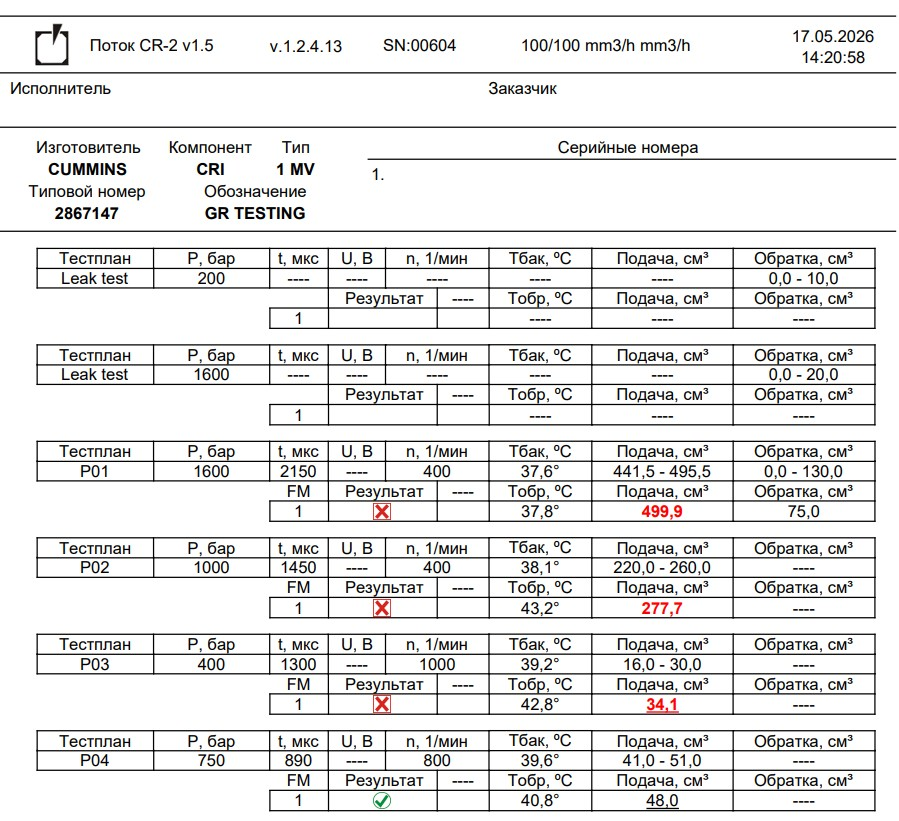 Поток CR-2 v1.5 v.1.2.4.13 SN:00604 100/100 mm3/h mm3/h 17.05.2026
14:20:58
Исполнитель Заказчик
Изготовитель Компонент Тип Серийные номера
CUMMINS CRI 1 MV 1.
Типовой номер Обозначение
2867147 GR TESTING
Тестплан P, бар t, мкс U, В n, 1/мин Тбак, ºC Подача, см³ Обратка, см³
Leak test 200 ---- ---- ---- ---- ---- 0,0 - 10,0
Результат ---- Тобр, ºC Подача, см³ Обратка, см³
1 ---- ---- ----
Тестплан P, бар t, мкс U, В n, 1/мин Тбак, ºC Подача, см³ Обратка, см³
Leak test 1600 ---- ---- ---- ---- ---- 0,0 - 20,0
Результат ---- Тобр, ºC Подача, см³ Обратка, см³
1 ---- ---- ----
Тестплан P, бар t, мкс U, В n, 1/мин Тбак, ºC Подача, см³ Обратка, см³
P01 1600 2150 ---- 400 37,6° 441,5 - 495,5 0,0 - 130,0
FM Результат ---- Тобр, ºC Подача, см³ Обратка, см³
1 37,8° 499,9 75,0
Тестплан P, бар t, мкс U, В n, 1/мин Тбак, ºC Подача, см³ Обратка, см³
P02 1000 1450 ---- 400 38,1° 220,0 - 260,0 ----
FM Результат ---- Тобр, ºC Подача, см³ Обратка, см³
1 43,2° 277,7 ----
Тестплан P, бар t, мкс U, В n, 1/мин Тбак, ºC Подача, см³ Обратка, см³
P03 400 1300 ---- 1000 39,2° 16,0 - 30,0 ----
FM Результат ---- Тобр, ºC Подача, см³ Обратка, см³
1 42,8° 34,1 ----
Тестплан P, бар t, мкс U, В n, 1/мин Тбак, ºC Подача, см³ Обратка, см³
P04 750 890 ---- 800 39,6° 41,0 - 51,0 ----
FM Результат ---- Тобр, ºC Подача, см³ Обратка, см³
1 40,8° 48,0 ----